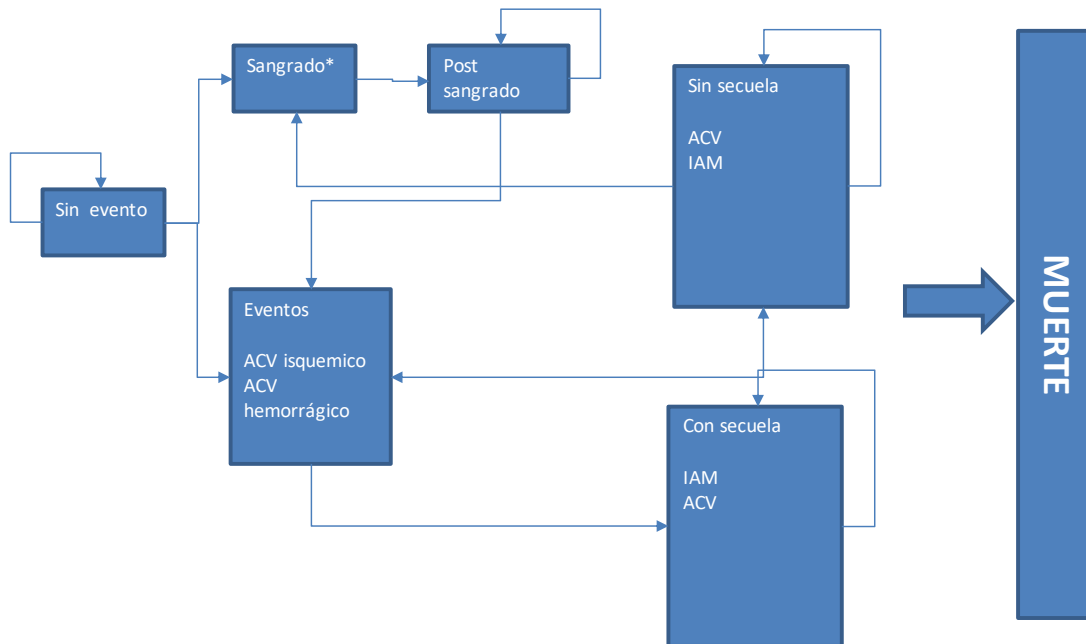 Sangrado*
Post
sangrado
Sin secuela
ACV
IAM
Sin evento
Eventos
ACV isquemico
ACV
hemorrágico
Con secuela
IAM
ACV
MUERTE